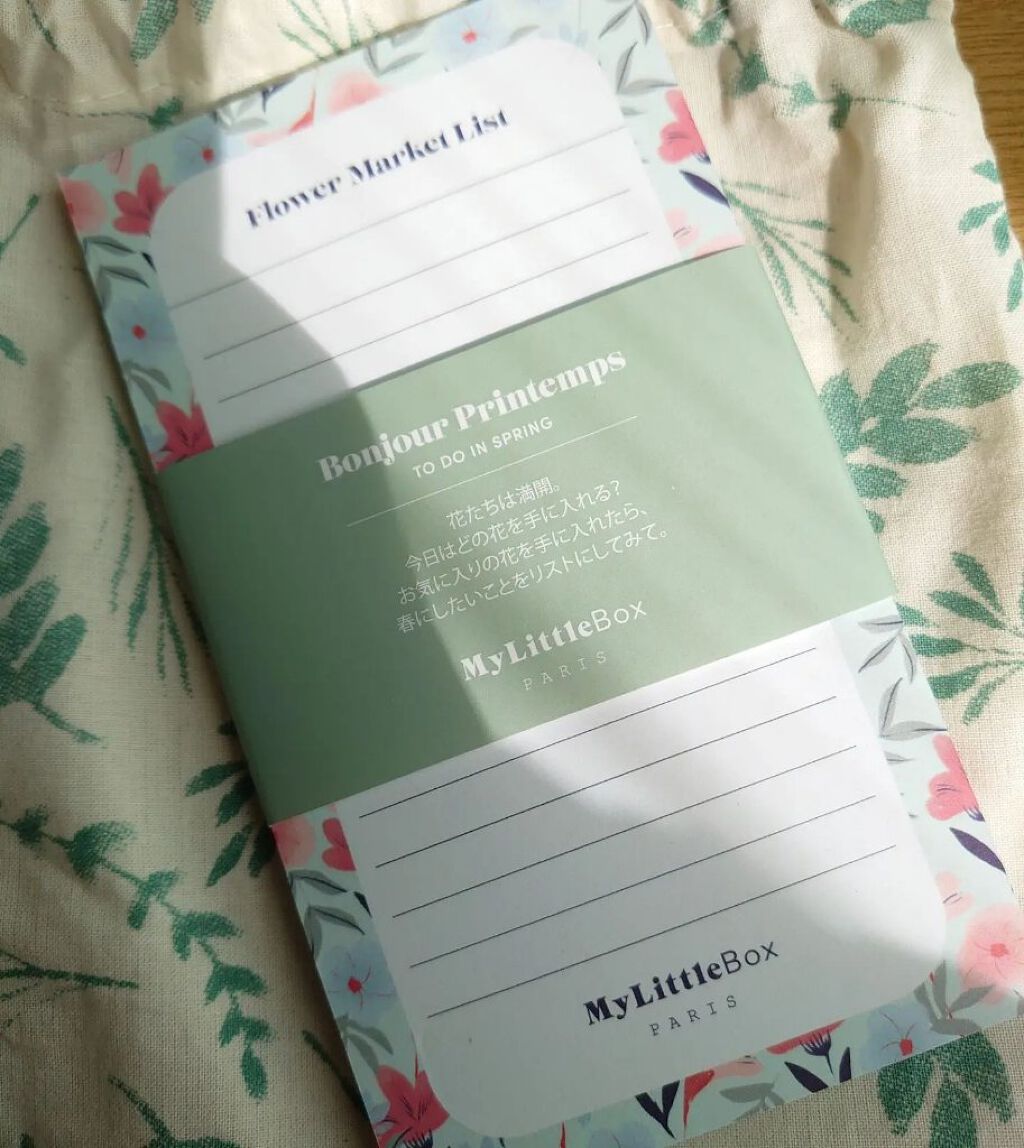 Flower Market List
Bonjour Printemps
TO DO IN SPRING
花たちは満開。
今日はどの花を手に入れる?
お気に入りの花を手に入れたら、
春にしたいことをリストにしてみて。
MyLittleBox
PARIS
MyLittleBox
PARIS